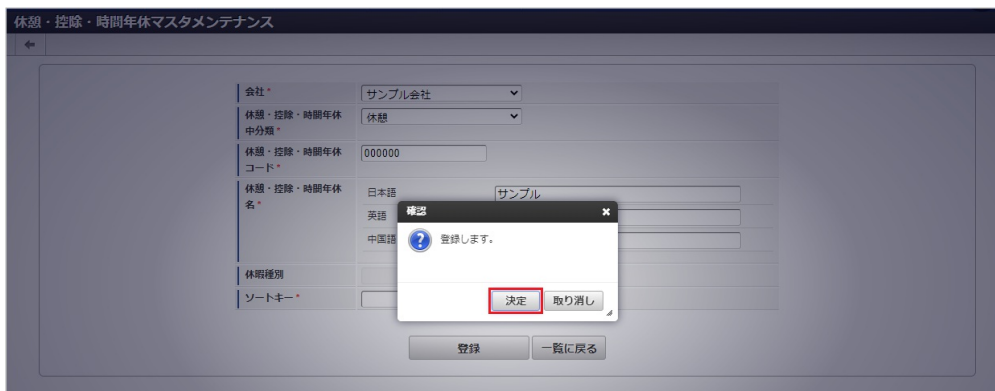 休憩・控除・時間年休マスタメンテナンス
会社*
サンプル会社
休憩・控除・時間年休
中分類*
休憩
休憩・控除・時間年休
コード*
000000
休憩・控除・時間年休
名*
日本語
サンプル
英語
中国語
確認
登録します。
決定
取り消し
休暇種別
ソートキー*
登録
一覧に戻る